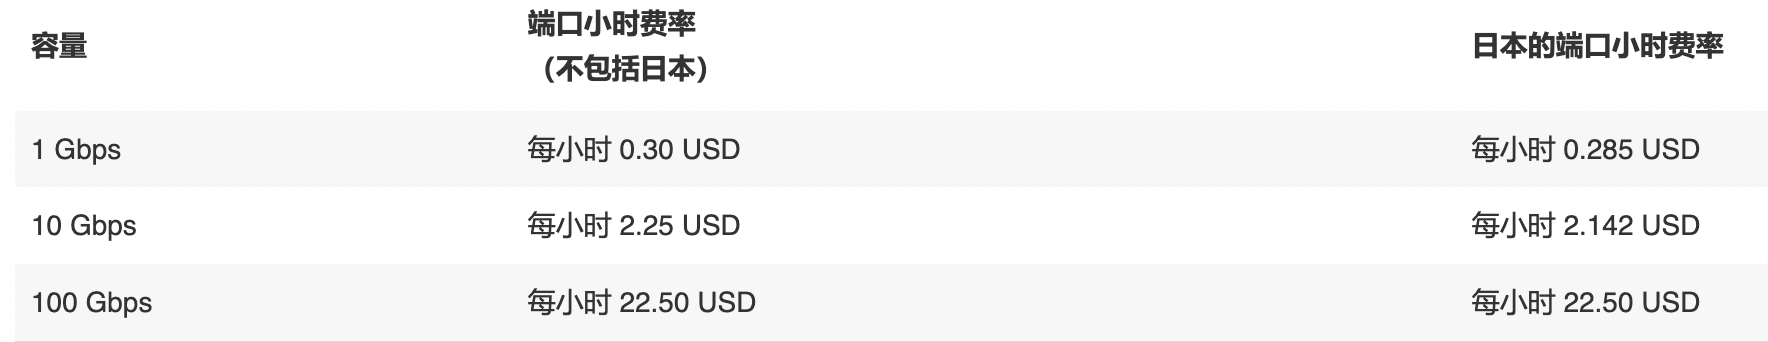 容量
端口小时费率
（不包括日本）
日本的端口小时费率
1 Gbps
每小时 0.30 USD
每小时 0.285 USD
10 Gbps
每小时 2.25 USD
每小时 2.142 USD
100 Gbps
每小时 22.50 USD
每小时 22.50 USD